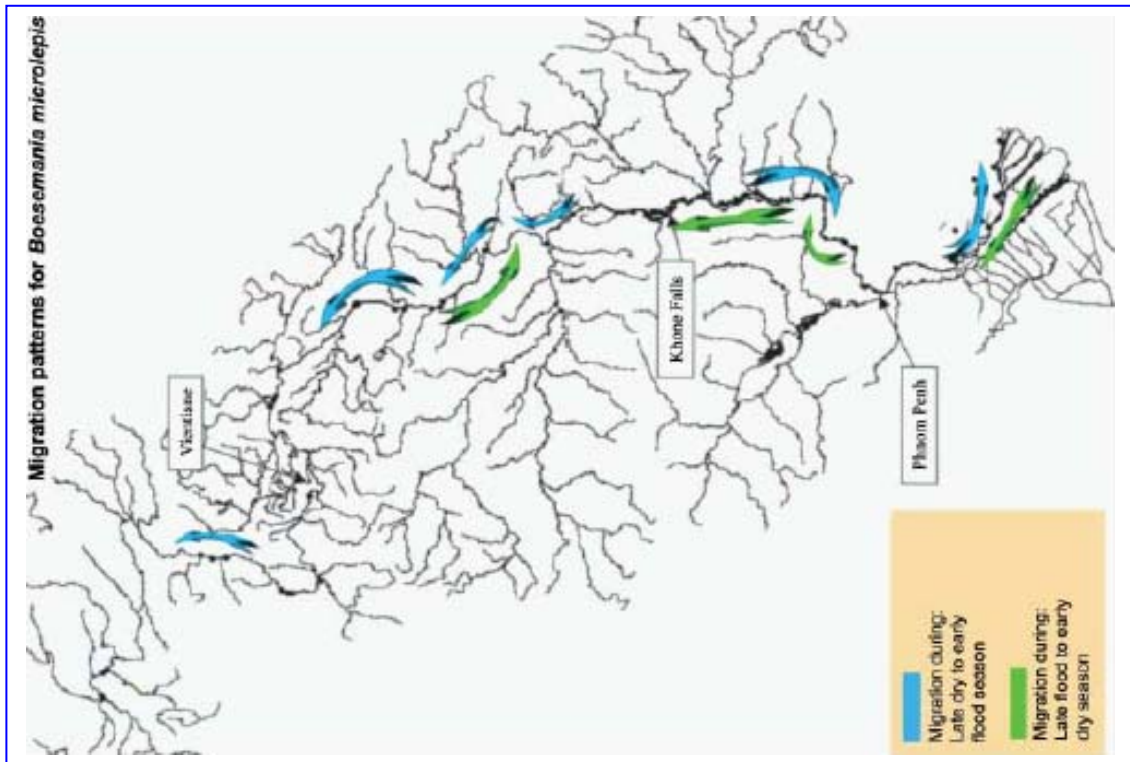 Migration patterns for Boesemania microlepis
Vientiane
Khone Falls
Phnom Penh
Migration during:
Late dry to early
flood season
Migration during:
Late flood to early
dry season